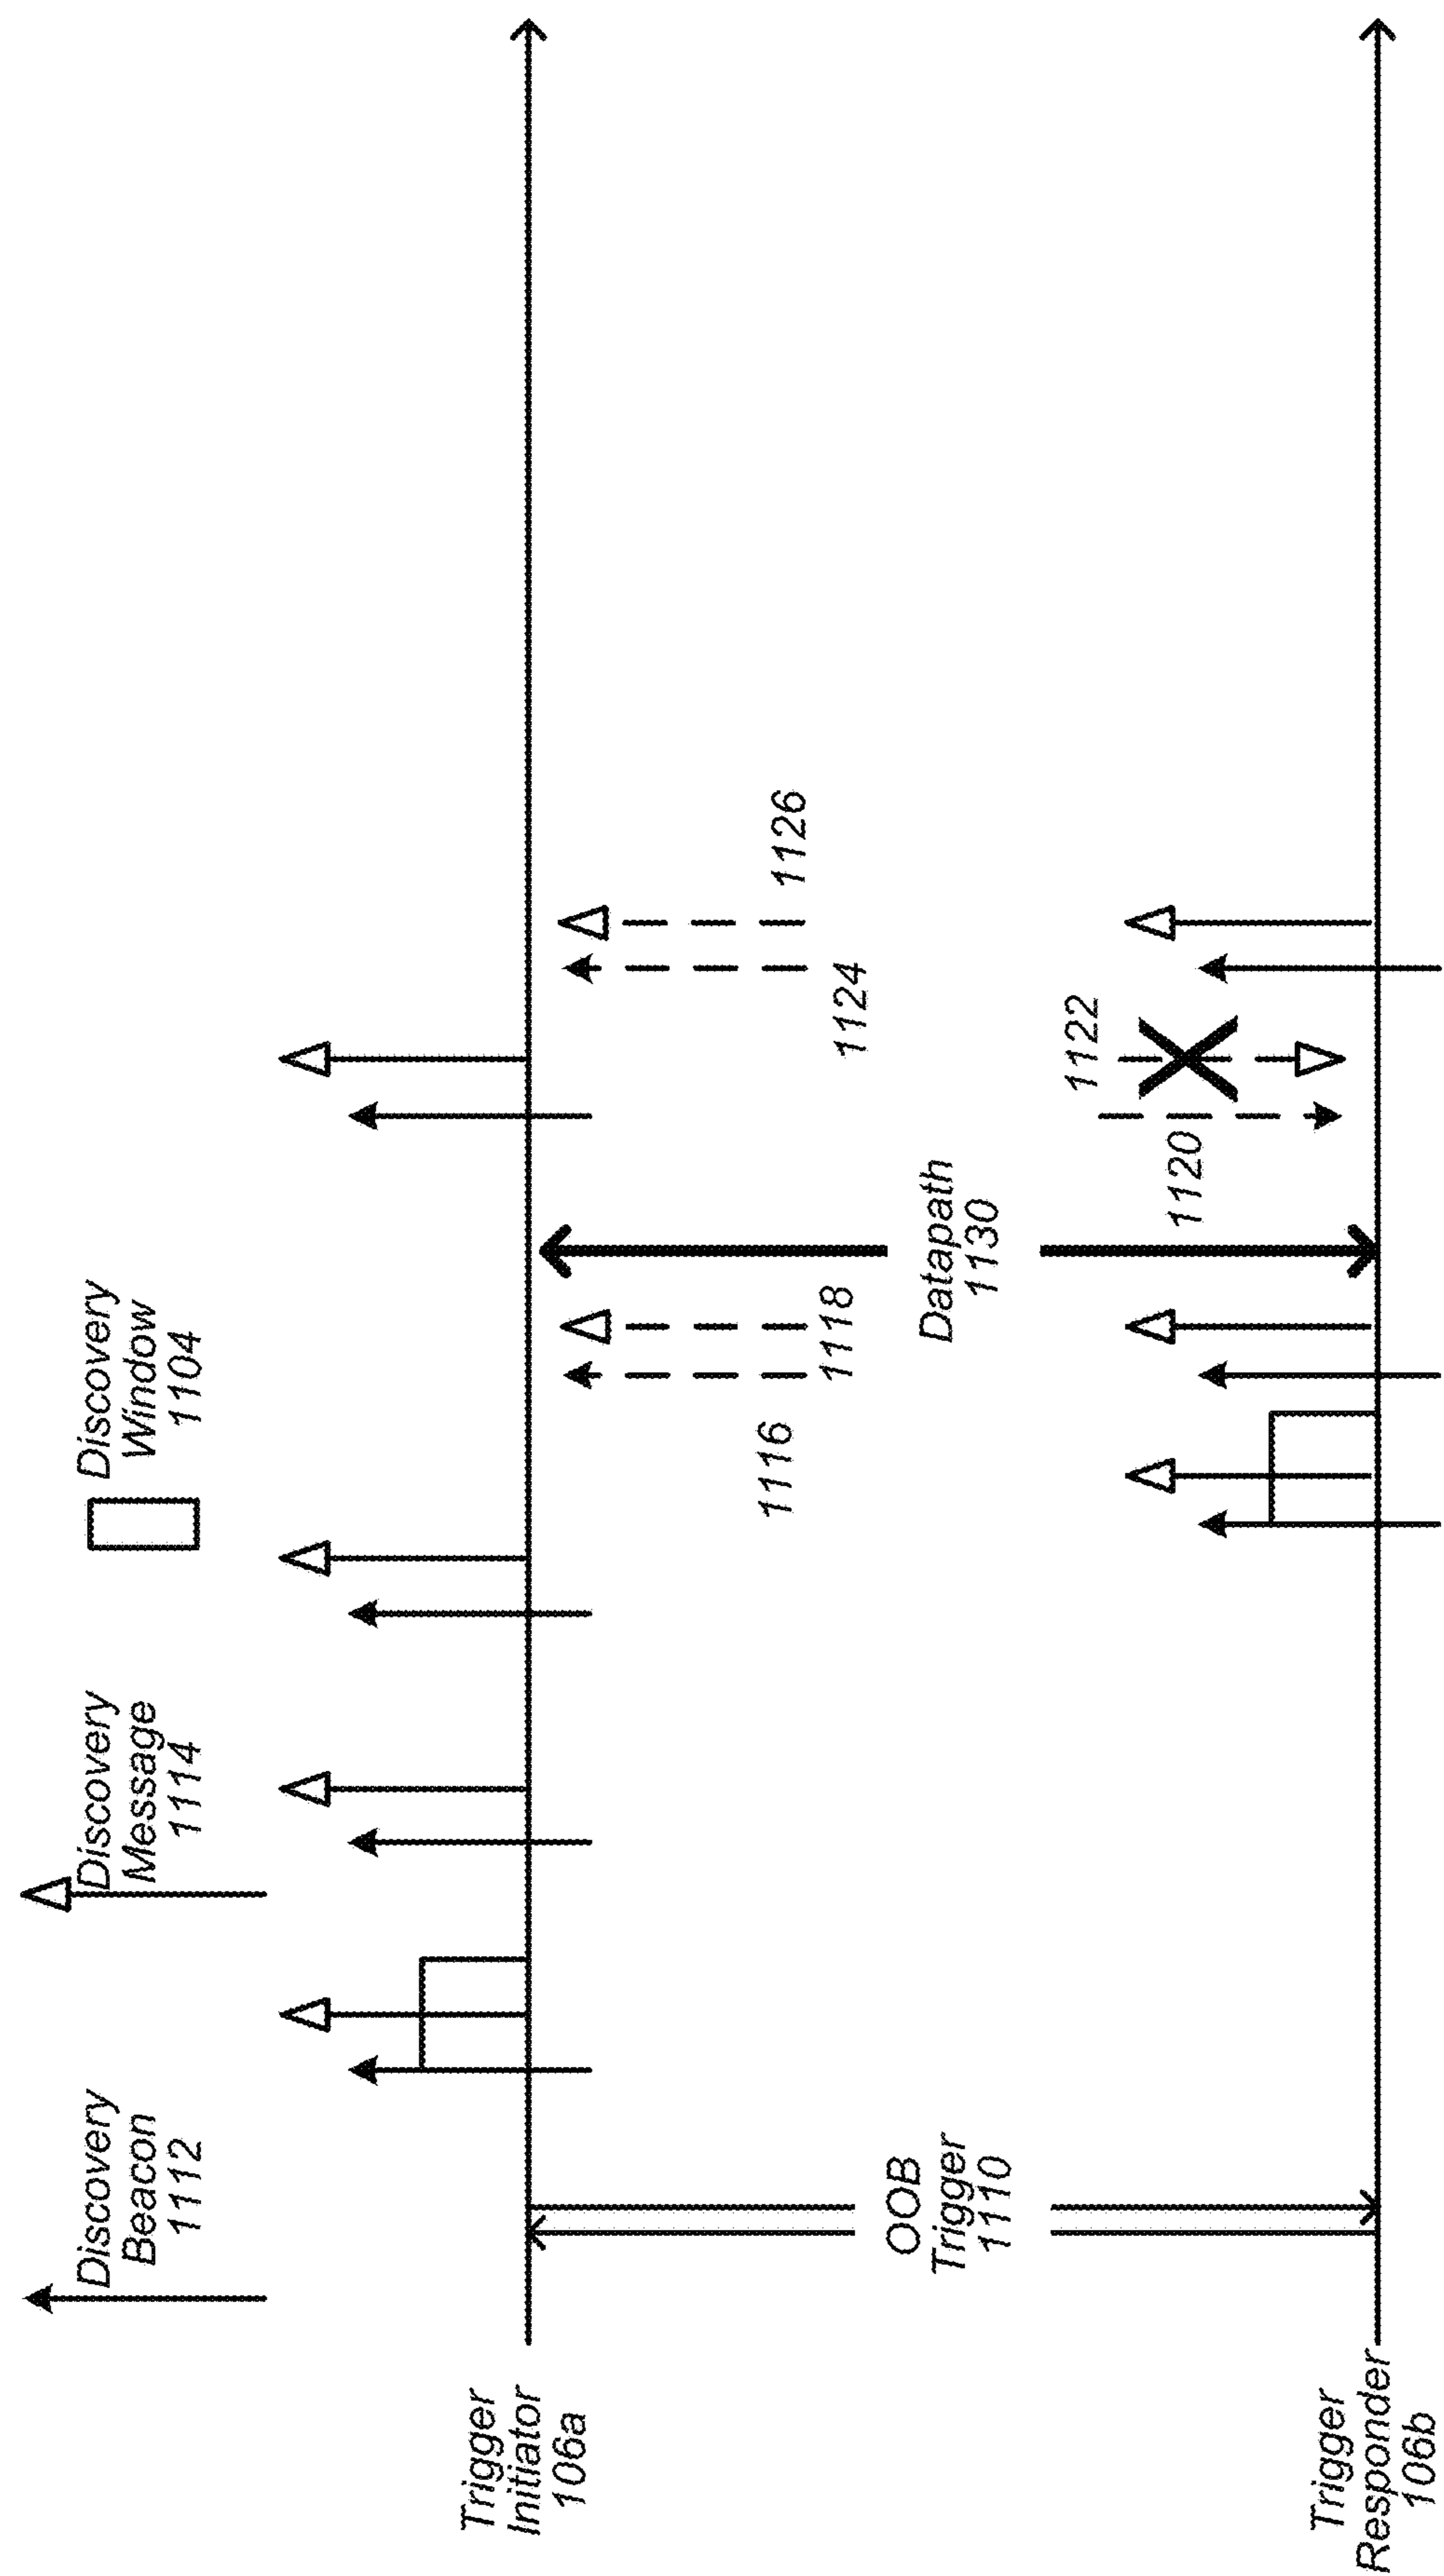 Discovery
Beacon
1112
Discovery
Message
1114
Discovery
Window
1104
Trigger
Initiator
106a
OOB
Trigger
1110
1116
1118
Datapath
1130
1120
1122
1124
1126
Trigger
Responder
106b